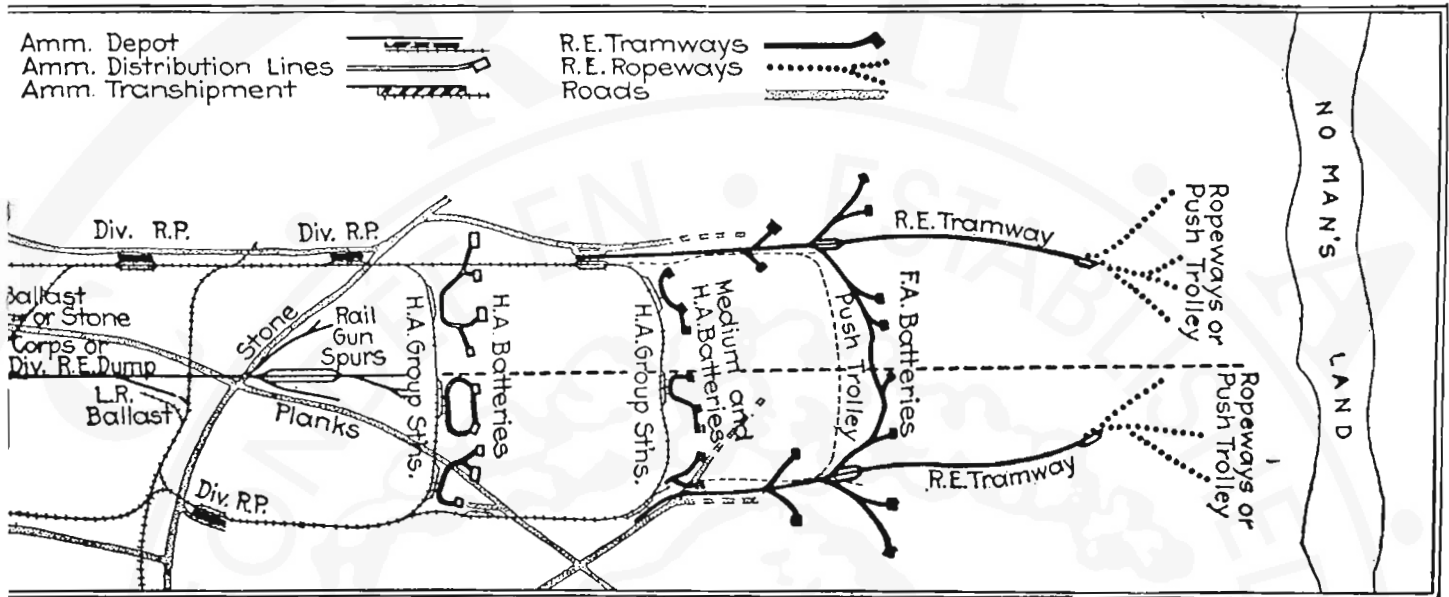 Amm. Depot
Amm. Distribution Lines
Amm. Transhipment
R.E. Tramways
R.E. Ropeways
Roads
NO MAN'S LAND
Div. R.P.
Div. R.P.
R.E. Tramway
Ropeways or
Push Trolley
Ballast
or Stone
Corps or
Div. R.E. Dump
L.R.
Ballast
Stone
Rail
Gun
Spurs
Planks
H.A. Group Stns.
H.A. Batteries
H.A. Group Stns.
Medium and
H.A. Batteries
Push Trolley
F.A. Batteries
Div. R.P.
R.E. Tramway
Ropeways or
Push Trolley